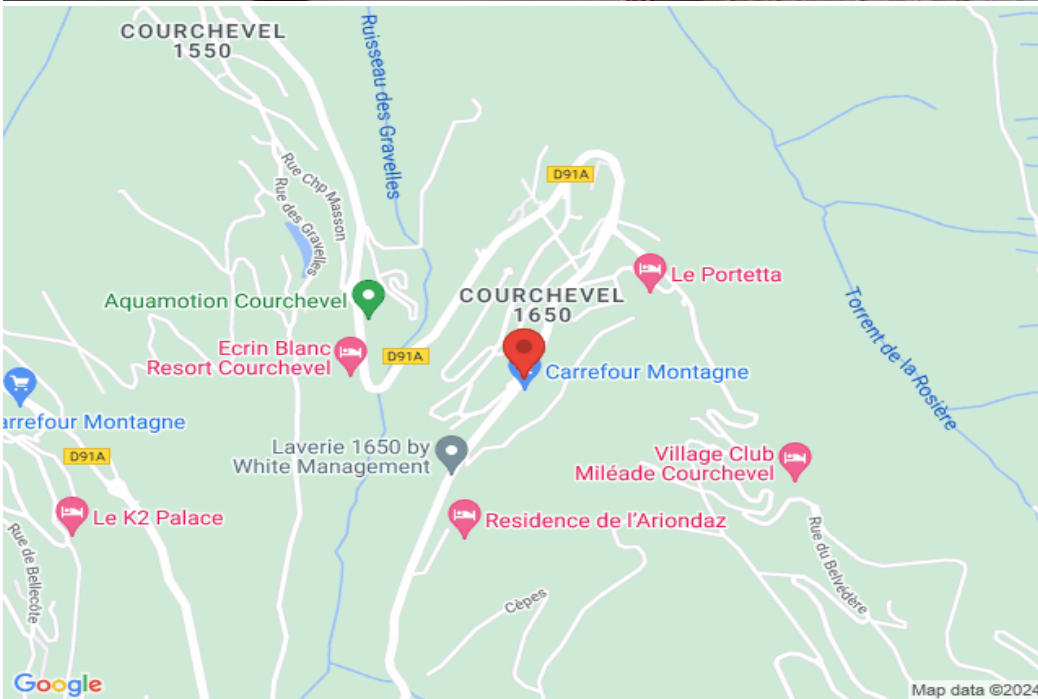 COURCHEVEL
1550
Ruisseau des Gravelles
D91A
Rue Chp Masson
Rue des Gravelles
Le Portetta
Aquamotion Courchevel
COURCHEVEL
1650
Torrent de la Rosière
Ecrin Blanc
Resort Courchevel
D91A
Carrefour Montagne
arrefour Montagne
D91A
Laverie 1650 by
White Management
Village Club
Miléade Courchevel
Le K2 Palace
Residence de l'Ariondaz
Rue de Bellecôte
Rue du Belvédère
Cèpes
Google
Map data ©2024